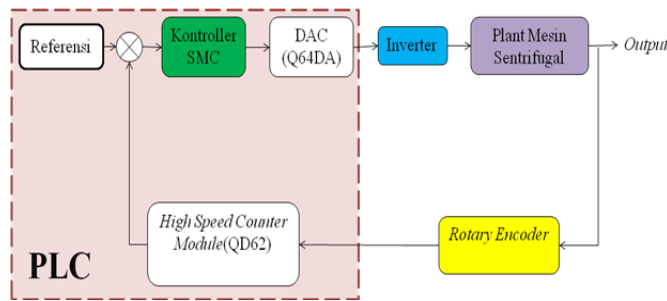 Referensi
Kontroller
SMC
DAC
(Q64DA)
Inverter
Plant Mesin
Sentrifugal
Output
High Speed Counter
Module(QD62)
Rotary Encoder
PLC